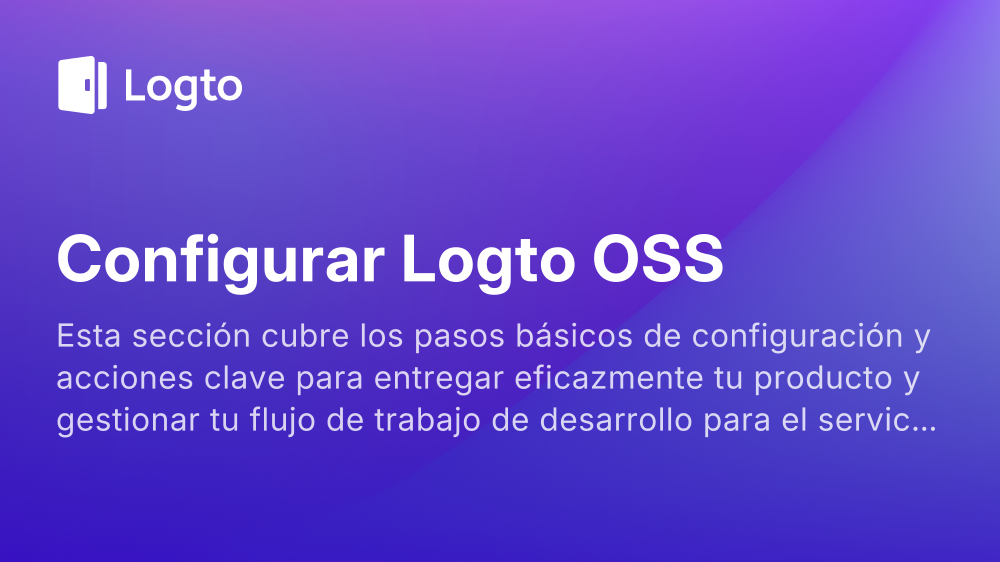 Logto
Configurar Logto OSS
Esta sección cubre los pasos básicos de configuración y
acciones clave para entregar eficazmente tu producto y
gestionar tu flujo de trabajo de desarrollo para el servic...